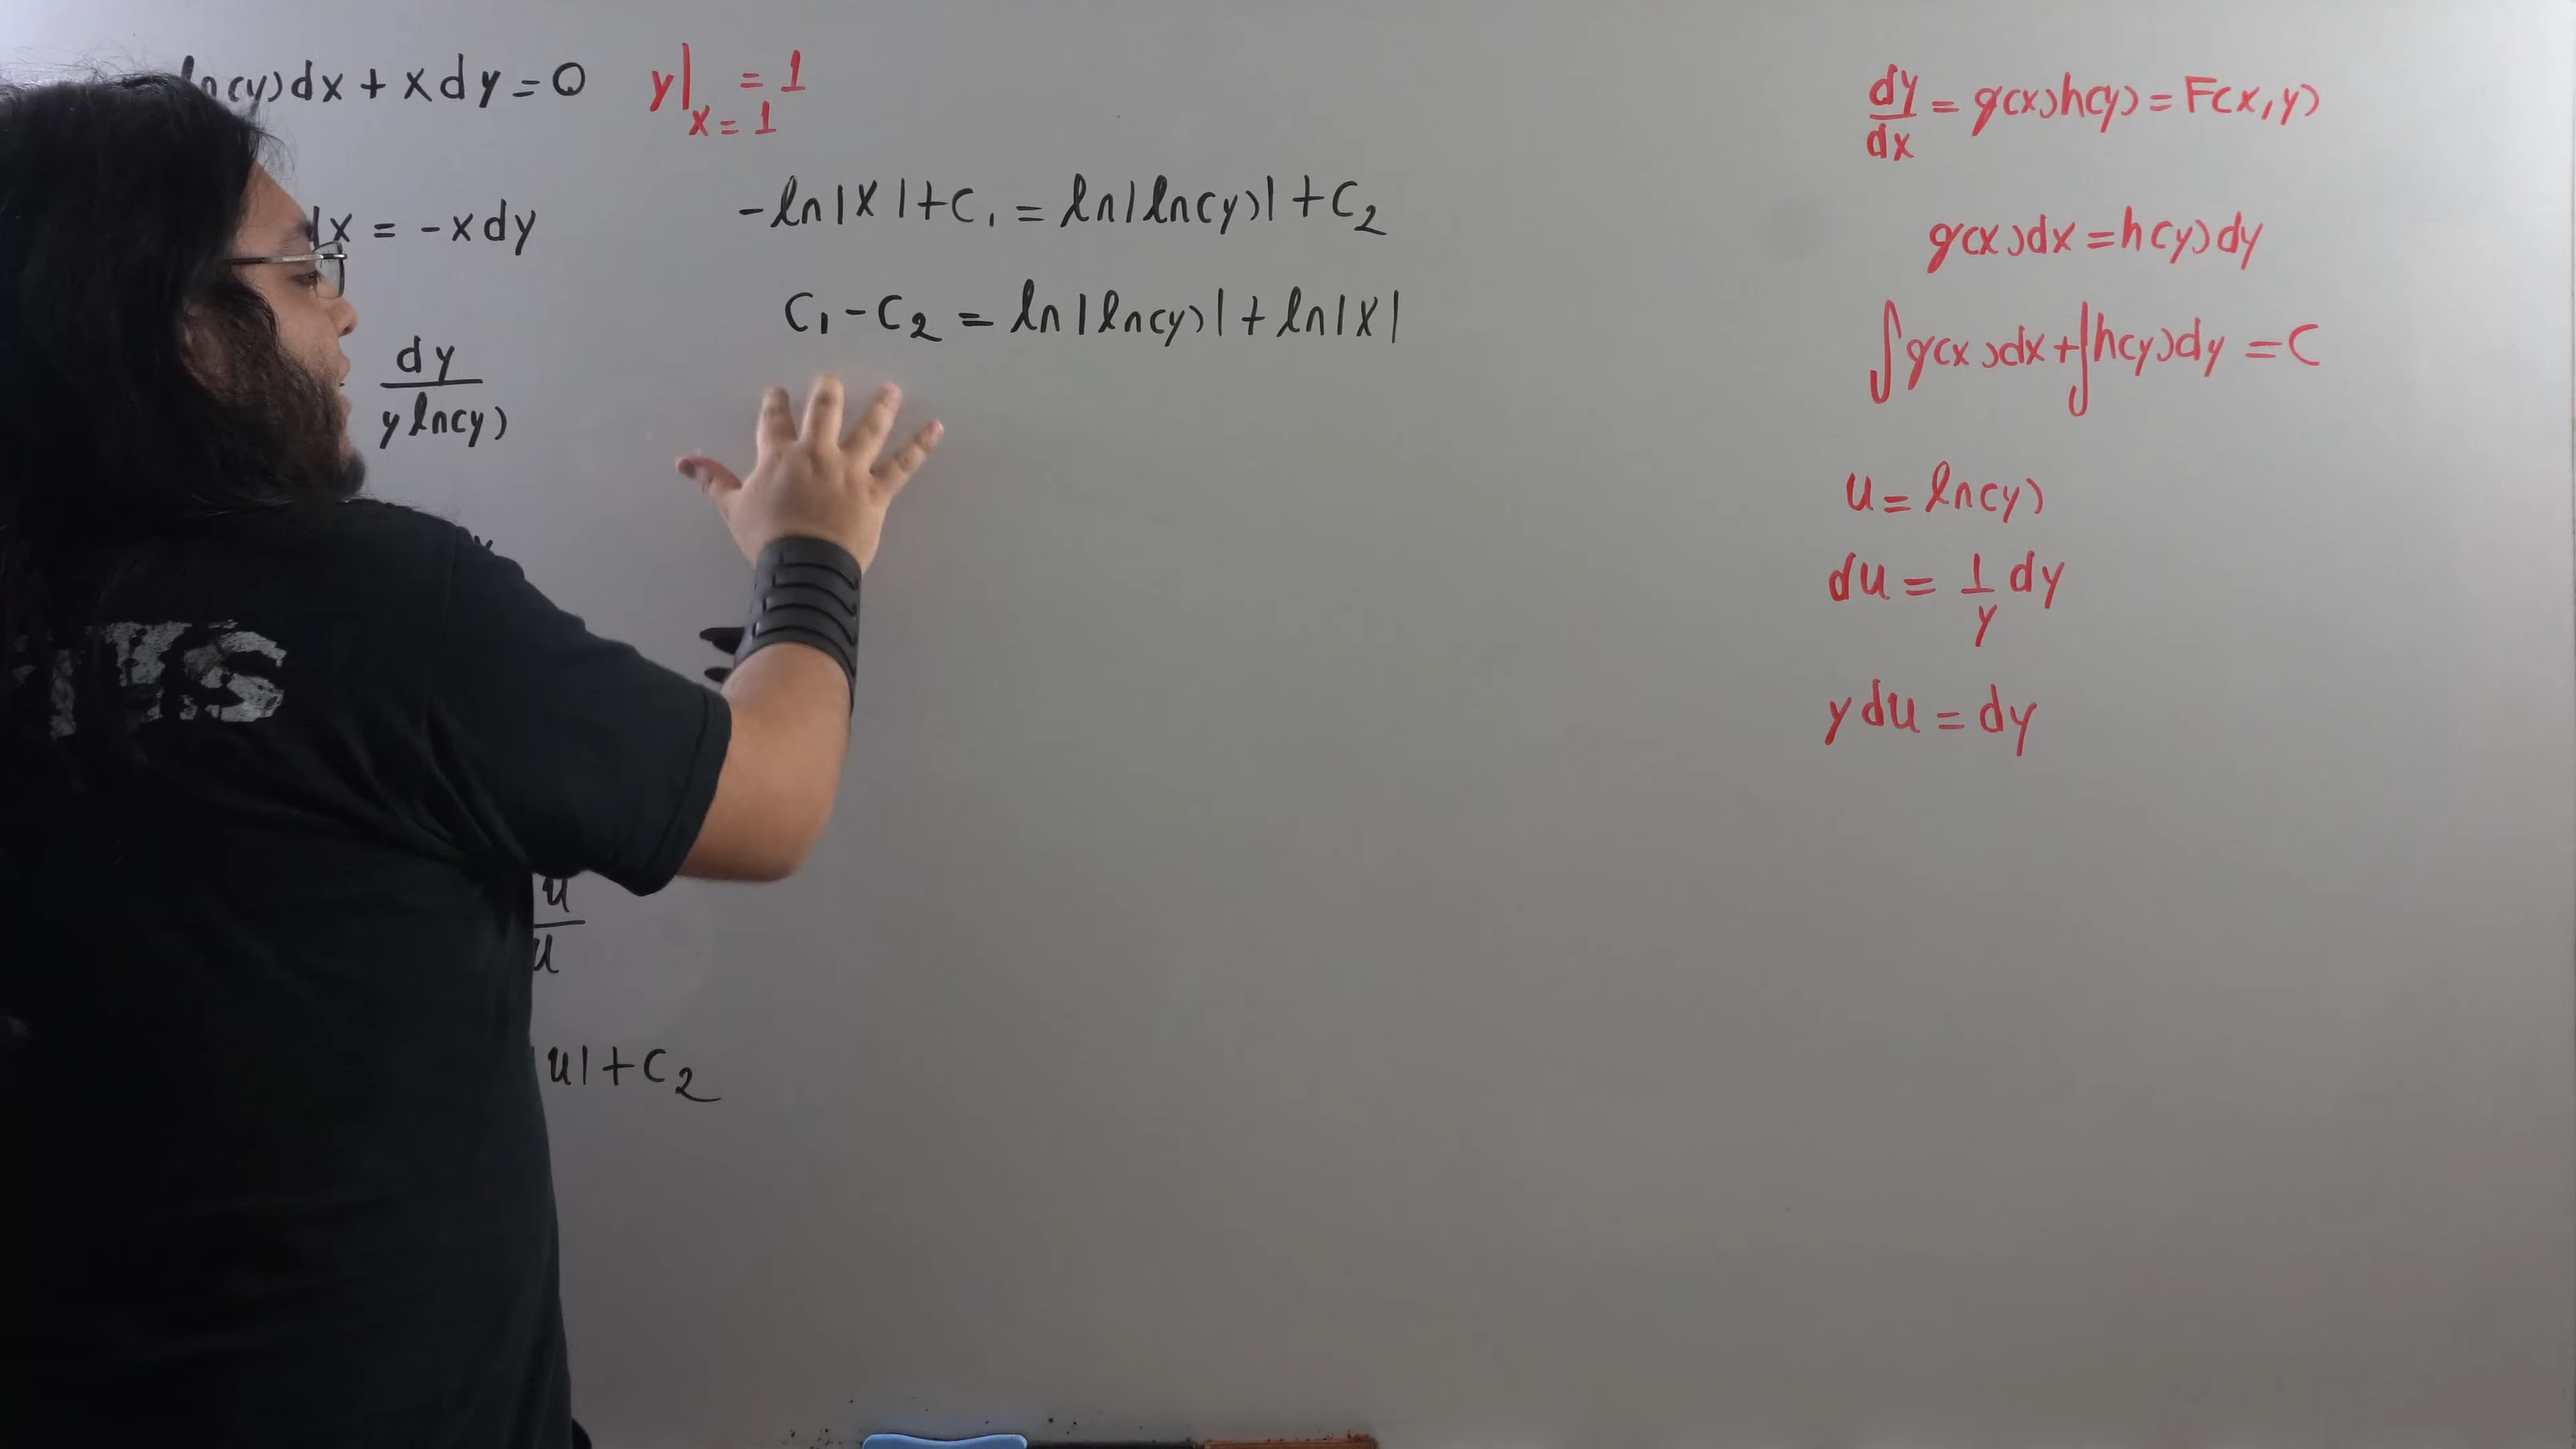 ln(y)dx + x dy = 0
y|x=1 = 1
dx = -x dy
dy/(y ln(y))
u/u
u|+C₂
-ln|x|+C₁ = ln|ln(y)|+C₂
C₁-C₂ = ln|ln(y)|+ln|x|
dy/dx = g(x)h(y) = F(x,y)
g(x)dx = h(y)dy
∫g(x)dx+∫h(y)dy = C
u = ln(y)
du = 1/y dy
y du = dy